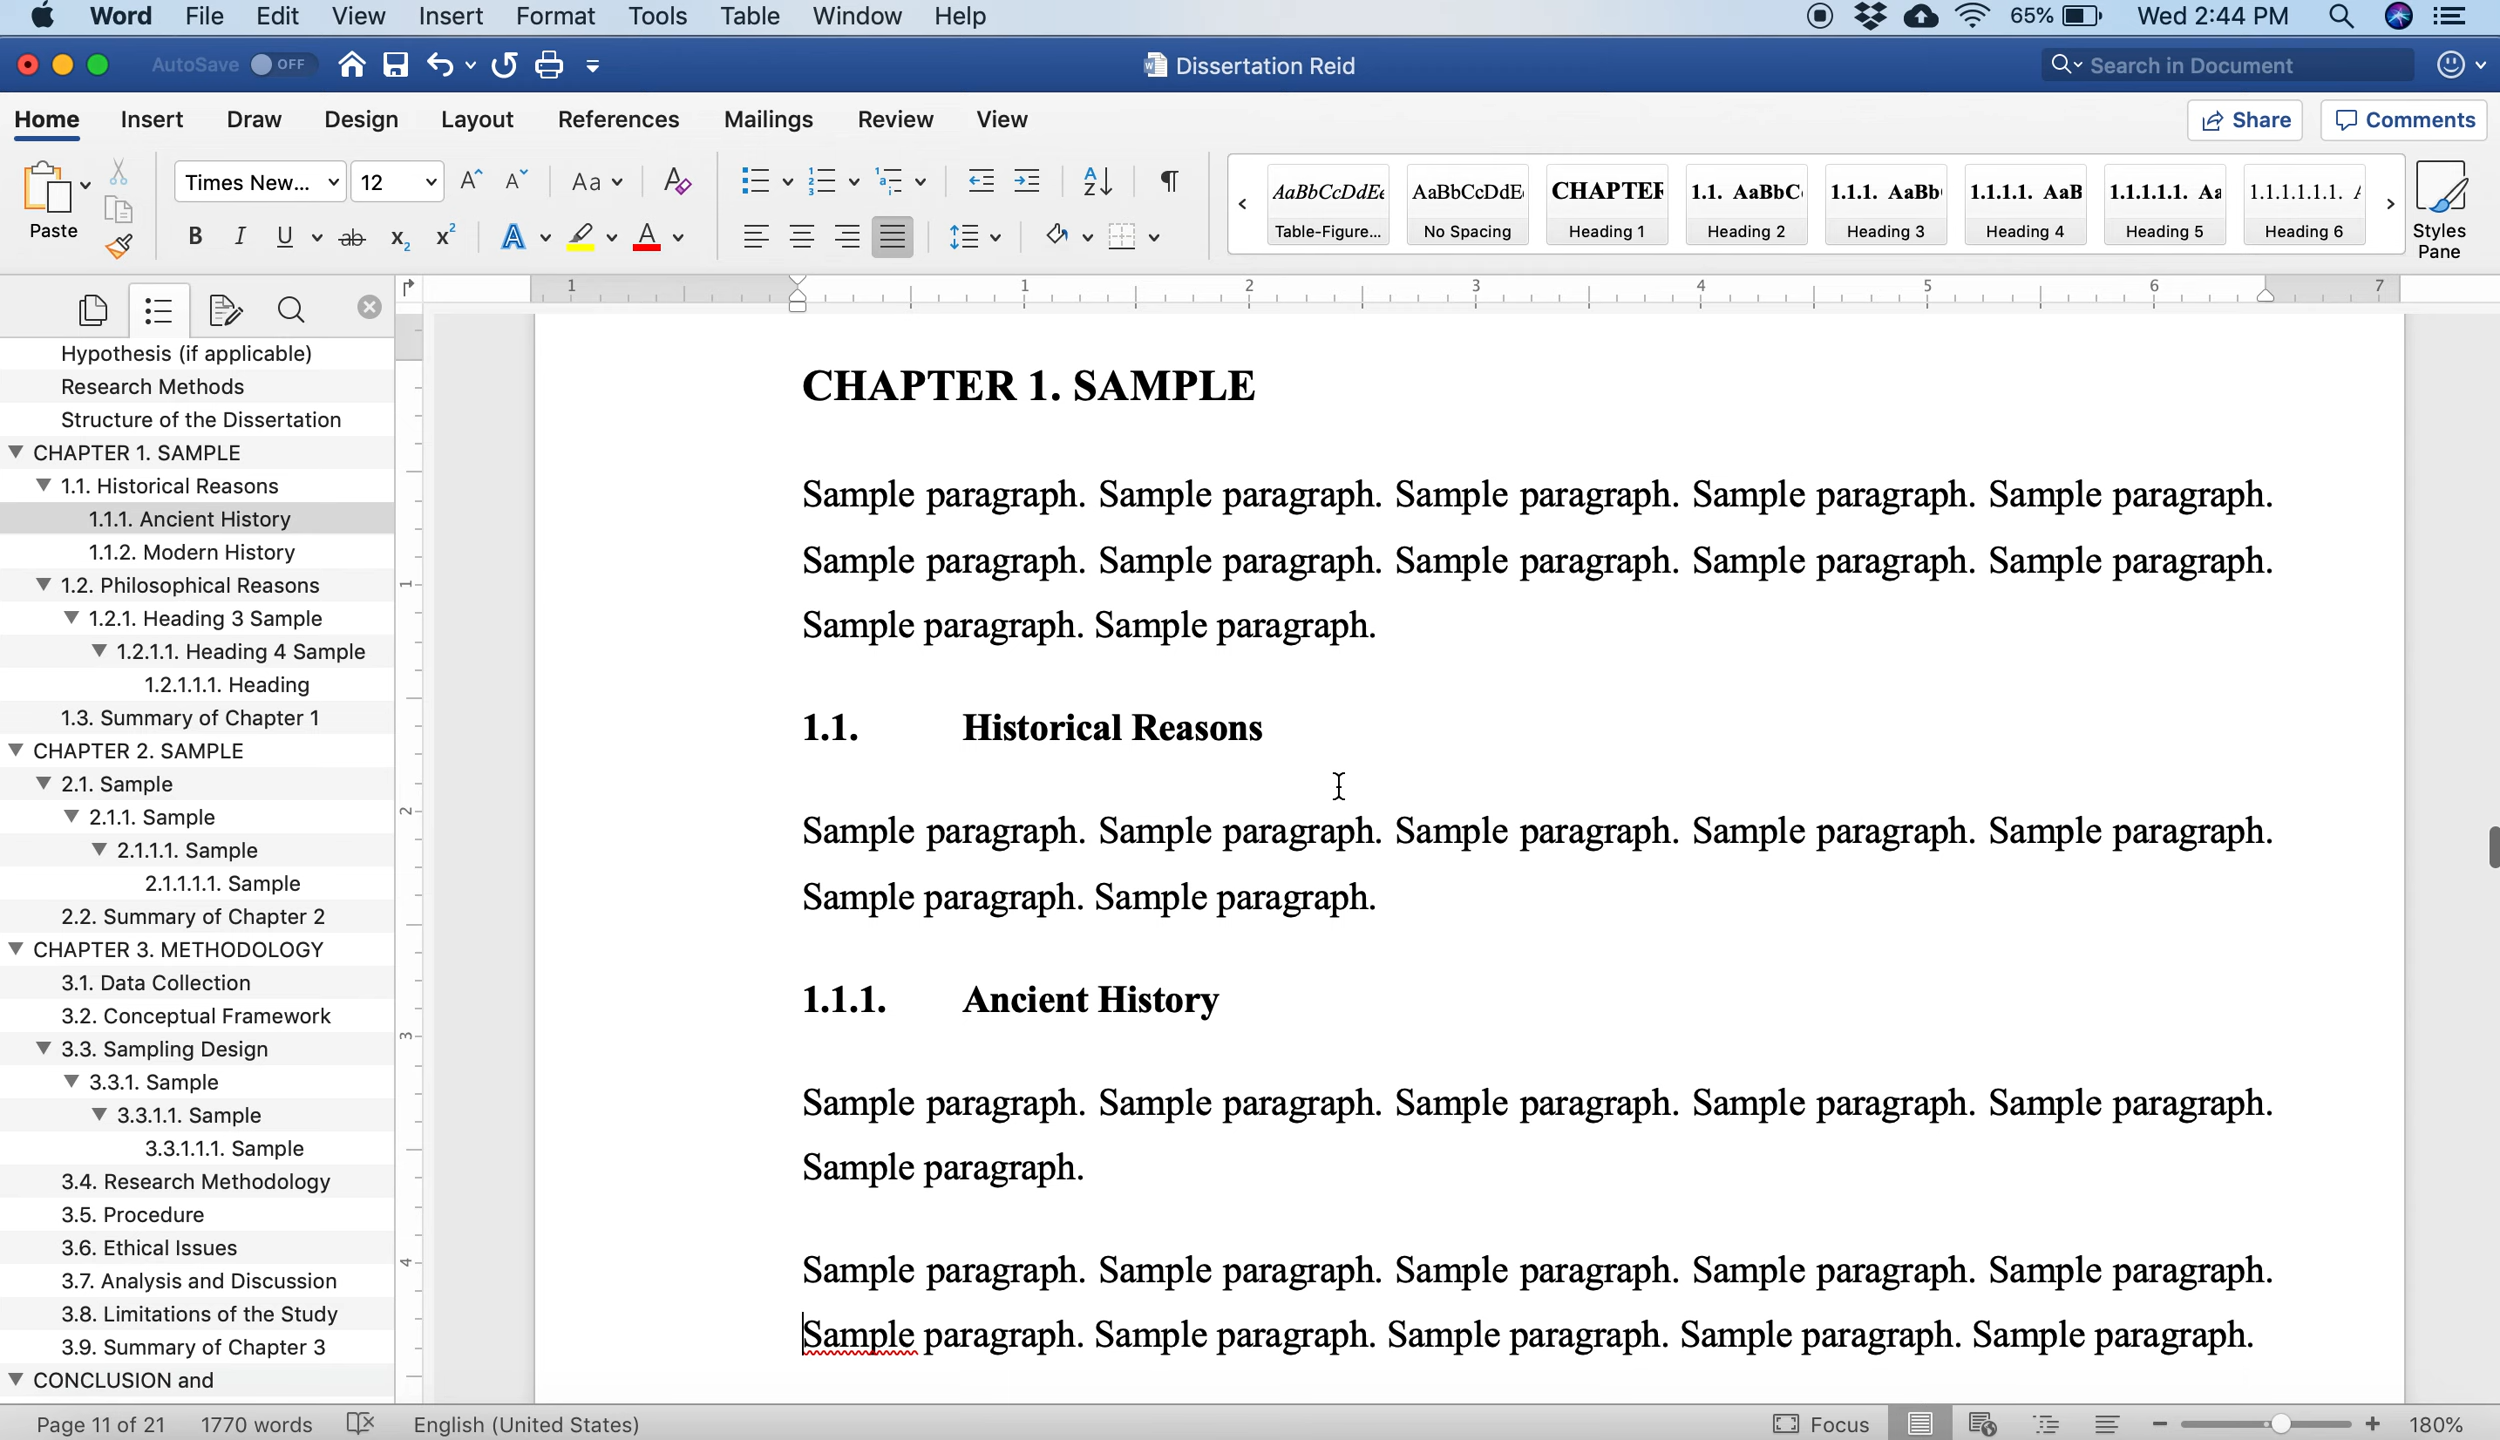 Word File Edit View Insert Format Tools Table Window Help 65% Wed 2:44 PM
AutoSave OFF Dissertation Reid Search in Document
Home Insert Draw Design Layout References Mailings Review View Share Comments
Paste
Times New... 12 Aa
AaBbCcDdEe AaBbCcDdE CHAPTER 1.1. AaBbC 1.1.1. AaBb 1.1.1.1. AaB 1.1.1.1.1. Aa 1.1.1.1.1.1. A
Table-Figure... No Spacing Heading 1 Heading 2 Heading 3 Heading 4 Heading 5 Heading 6
Styles
Pane
1 1 2 3 4 5 6 7
Hypothesis (if applicable)
Research Methods
Structure of the Dissertation
CHAPTER 1. SAMPLE
1.1. Historical Reasons
1.1.1. Ancient History
1.1.2. Modern History
1.2. Philosophical Reasons
1.2.1. Heading 3 Sample
1.2.1.1. Heading 4 Sample
1.2.1.1.1. Heading
1.3. Summary of Chapter 1
CHAPTER 2. SAMPLE
2.1. Sample
2.1.1. Sample
2.1.1.1. Sample
2.1.1.1.1. Sample
2.2. Summary of Chapter 2
CHAPTER 3. METHODOLOGY
3.1. Data Collection
3.2. Conceptual Framework
3.3. Sampling Design
3.3.1. Sample
3.3.1.1. Sample
3.3.1.1.1. Sample
3.4. Research Methodology
3.5. Procedure
3.6. Ethical Issues
3.7. Analysis and Discussion
3.8. Limitations of the Study
3.9. Summary of Chapter 3
CONCLUSION and
1
2
3
4
CHAPTER 1. SAMPLE
Sample paragraph. Sample paragraph. Sample paragraph. Sample paragraph. Sample paragraph.
Sample paragraph. Sample paragraph. Sample paragraph. Sample paragraph. Sample paragraph.
Sample paragraph. Sample paragraph.
1.1. Historical Reasons
Sample paragraph. Sample paragraph. Sample paragraph. Sample paragraph. Sample paragraph.
Sample paragraph. Sample paragraph.
1.1.1. Ancient History
Sample paragraph. Sample paragraph. Sample paragraph. Sample paragraph. Sample paragraph.
Sample paragraph.
Sample paragraph. Sample paragraph. Sample paragraph. Sample paragraph. Sample paragraph.
Sample paragraph. Sample paragraph. Sample paragraph. Sample paragraph. Sample paragraph.
Page 11 of 21 1770 words English (United States) Focus 180%